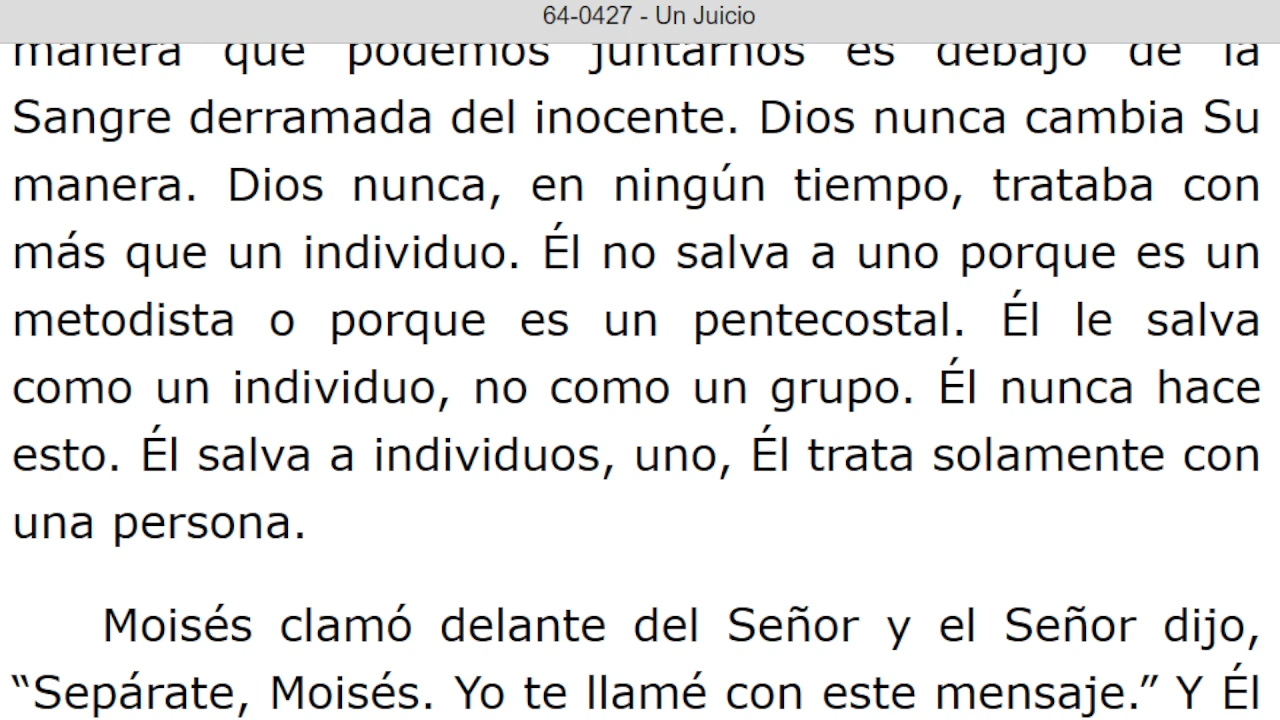 64-0427 - Un Juicio
manera que podemos juntarnos es debajo de la
Sangre derramada del inocente. Dios nunca cambia Su
manera. Dios nunca, en ningún tiempo, trataba con
más que un individuo. Él no salva a uno porque es un
metodista o porque es un pentecostal. Él le salva
como un individuo, no como un grupo. Él nunca hace
esto. Él salva a individuos, uno, Él trata solamente con
una persona.
Moisés clamó delante del Señor y el Señor dijo,
“Sepárate, Moisés. Yo te llamé con este mensaje.” Y Él